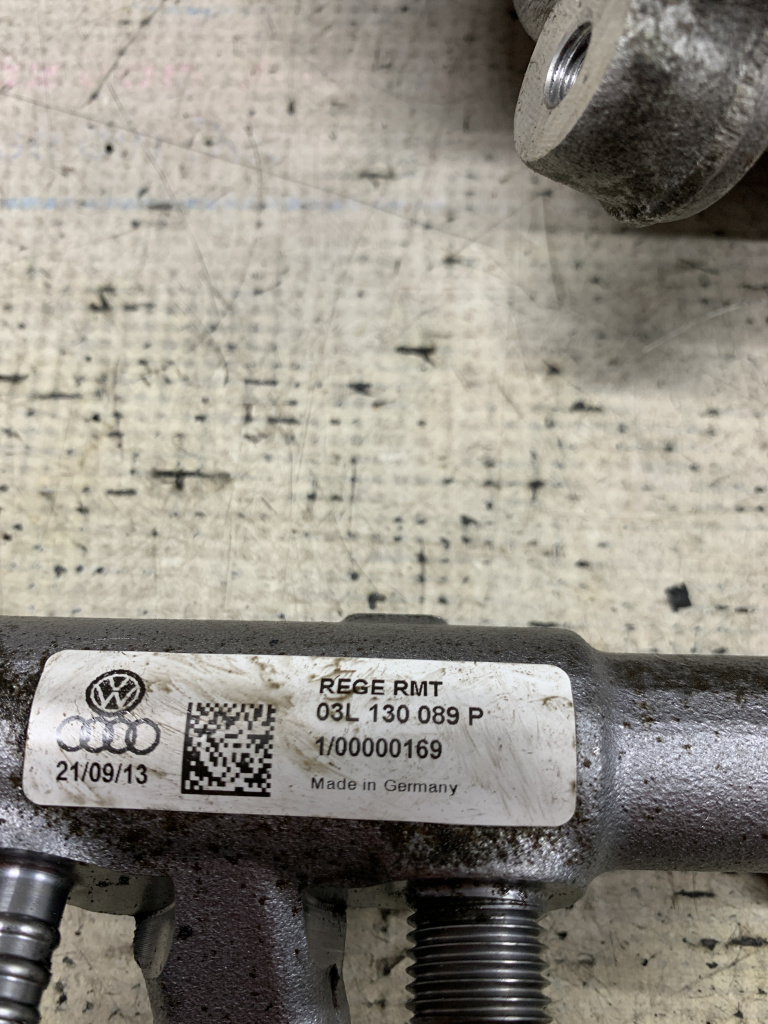 REGE RMT
03L 130 089 P
1/00000169
Made in Germany
21/09/13